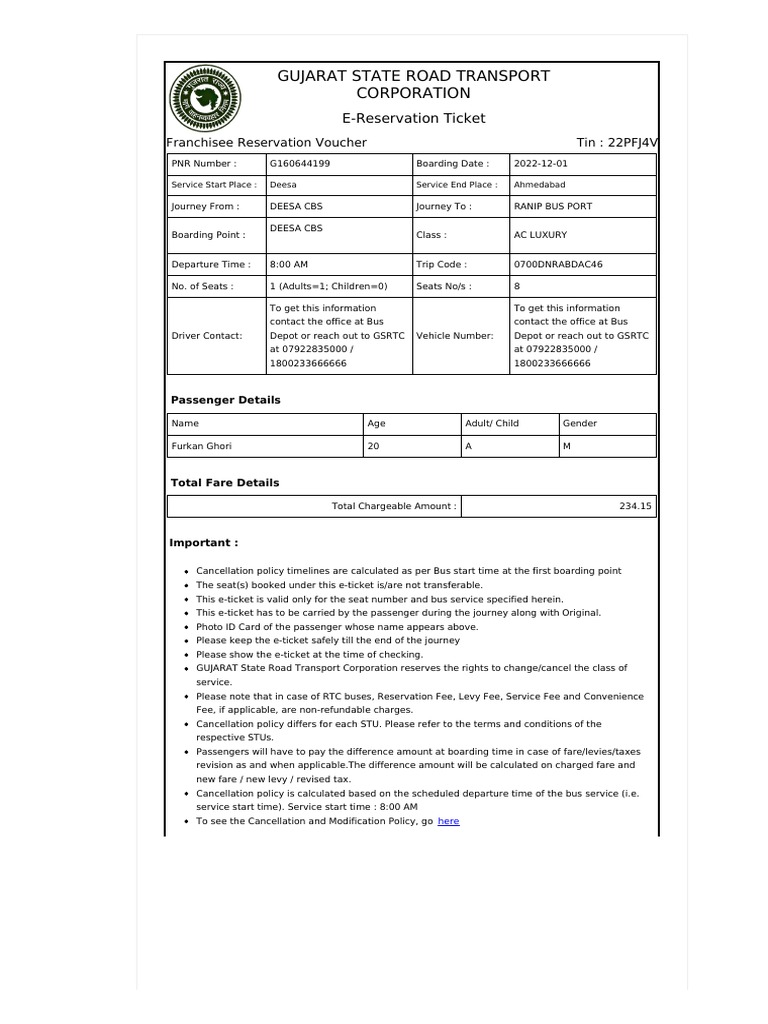 GUJARAT STATE ROAD TRANSPORT
CORPORATION
E-Reservation Ticket
Franchisee Reservation Voucher Tin : 22PFJ4V
PNR Number : G160644199 Boarding Date : 2022-12-01
Service Start Place : Deesa Service End Place : Ahmedabad
Journey From : DEESA CBS Journey To : RANIP BUS PORT
Boarding Point : DEESA CBS Class : AC LUXURY
Departure Time : 8:00 AM Trip Code : 0700DNRABDAC46
No. of Seats : 1 (Adults=1; Children=0) Seats No/s : 8
Driver Contact:
To get this information
contact the office at Bus
Depot or reach out to GSRTC
at 07922835000 /
1800233666666
Vehicle Number:
To get this information
contact the office at Bus
Depot or reach out to GSRTC
at 07922835000 /
1800233666666
Passenger Details
Name Age Adult/ Child Gender
Furkan Ghori 20 A M
Total Fare Details
Total Chargeable Amount : 234.15
Important :
• Cancellation policy timelines are calculated as per Bus start time at the first boarding point
• The seat(s) booked under this e-ticket is/are not transferable.
• This e-ticket is valid only for the seat number and bus service specified herein.
• This e-ticket has to be carried by the passenger during the journey along with Original.
• Photo ID Card of the passenger whose name appears above.
• Please keep the e-ticket safely till the end of the journey
• Please show the e-ticket at the time of checking.
• GUJARAT State Road Transport Corporation reserves the rights to change/cancel the class of
service.
• Please note that in case of RTC buses, Reservation Fee, Levy Fee, Service Fee and Convenience
Fee, if applicable, are non-refundable charges.
• Cancellation policy differs for each STU. Please refer to the terms and conditions of the
respective STUs.
• Passengers will have to pay the difference amount at boarding time in case of fare/levies/taxes
revision as and when applicable.The difference amount will be calculated on charged fare and
new fare / new levy / revised tax.
• Cancellation policy is calculated based on the scheduled departure time of the bus service (i.e.
service start time). Service start time : 8:00 AM
• To see the Cancellation and Modification Policy, go here